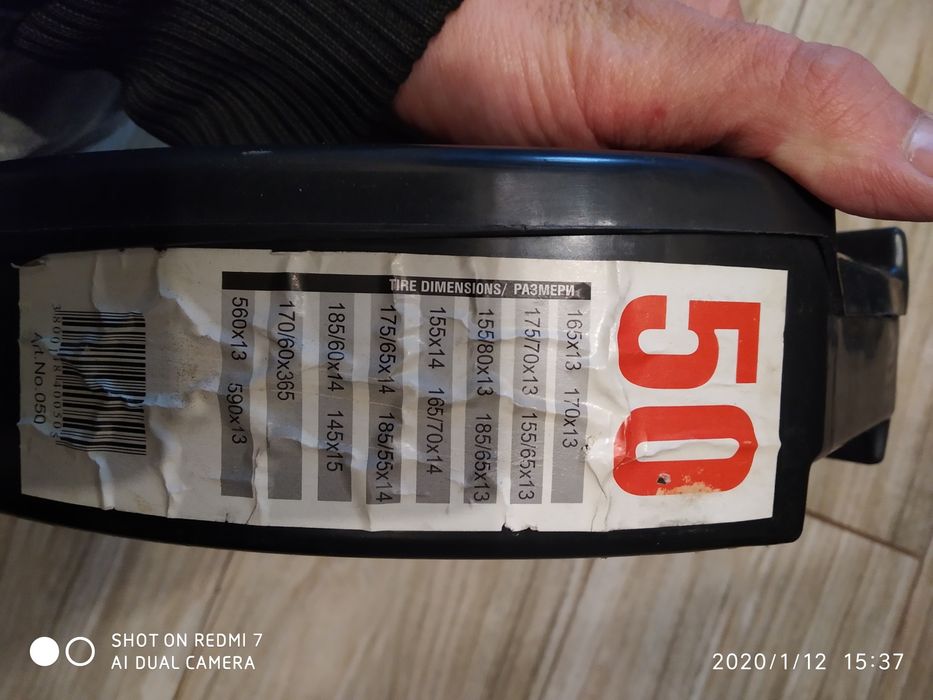 50
TIRE DIMENSIONS/ РАЗМЕРИ
165x13 170x13
175/70x13 155/65x13
155/80x13 185/65x13
155x14 165/70x14
175/65x14 185/55x14
185/60x14 145x15
170/60x365
560x13 590x13
Art.No.050
SHOT ON REDMI 7
AI DUAL CAMERA
2020/1/12 15:37